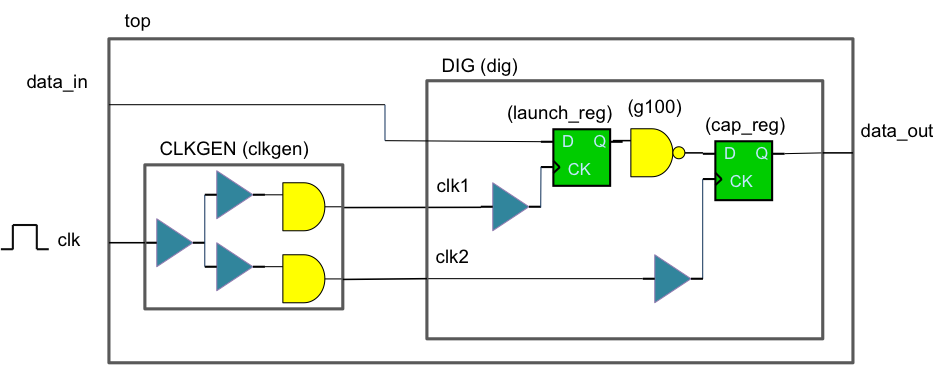 top
data_in
DIG (dig)
(launch_reg)
(g100)
(cap_reg)
data_out
D Q
CK
D Q
CK
CLKGEN (clkgen)
clk1
clk
clk2